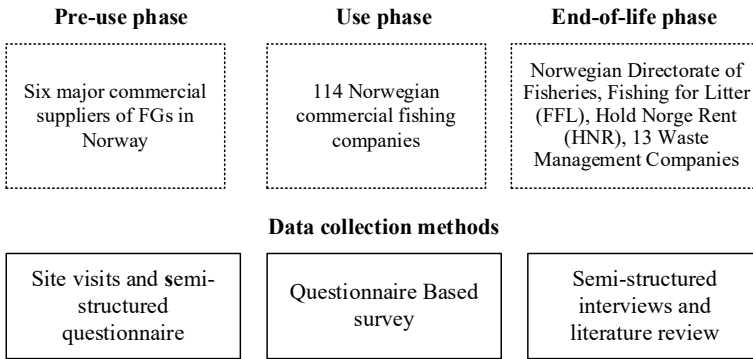 Pre-use phase
Use phase
End-of-life phase
Six major commercial
suppliers of FGs in
Norway
114 Norwegian
commercial fishing
companies
Norwegian Directorate of
Fisheries, Fishing for Litter
(FFL), Hold Norge Rent
(HNR), 13 Waste
Management Companies
Data collection methods
Site visits and semi-
structured
questionnaire
Questionnaire Based
survey
Semi-structured
interviews and
literature review